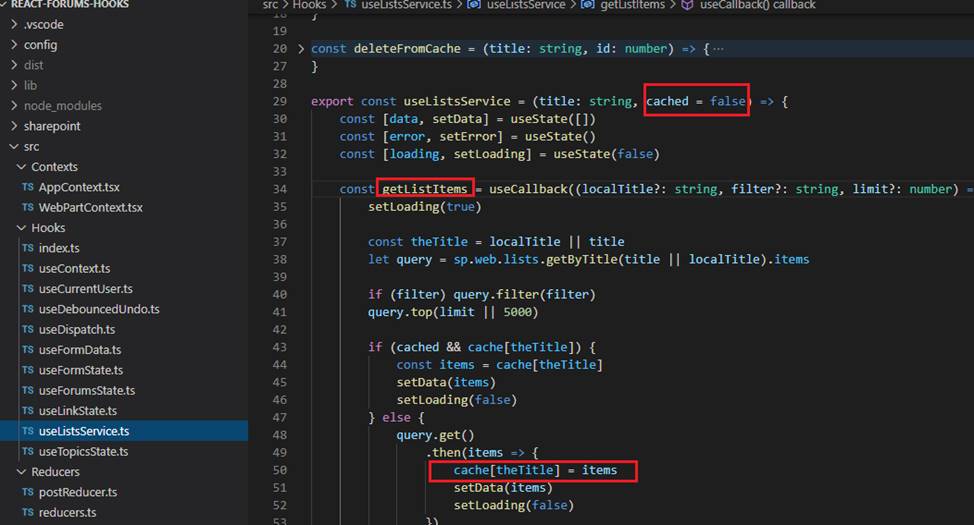 REACT-FORUMS-HOOKS
.vscode
config
dist
lib
node_modules
sharepoint
src
Contexts
TS AppContext.tsx
TS WebPartContext.tsx
Hooks
TS index.ts
TS useContext.ts
TS useCurrentUser.ts
TS useDebouncedUndo.ts
TS useDispatch.ts
TS useFormData.ts
TS useFormState.ts
TS useForumsState.ts
TS useLinkState.ts
TS useListsService.ts
TS useTopicsState.ts
Reducers
TS postReducer.ts
TS reducers.ts
src > Hooks > TS useListsService.ts > useListsService > getListItems > useCallback() callback
18 }
19
20 const deleteFromCache = (title: string, id: number) => { ···
27 }
28
29 export const useListsService = (title: string, cached = false) => {
30 const [data, setData] = useState([])
31 const [error, setError] = useState()
32 const [loading, setLoading] = useState(false)
33
34 const getListItems = useCallback((localTitle?: string, filter?: string, limit?: number) =
35 setLoading(true)
36
37 const theTitle = localTitle || title
38 let query = sp.web.lists.getByTitle(title || localTitle).items
39
40 if (filter) query.filter(filter)
41 query.top(limit || 5000)
42
43 if (cached && cache[theTitle]) {
44 const items = cache[theTitle]
45 setData(items)
46 setLoading(false)
47 } else {
48 query.get()
49 .then(items => {
50 cache[theTitle] = items
51 setData(items)
52 setLoading(false)
53 })